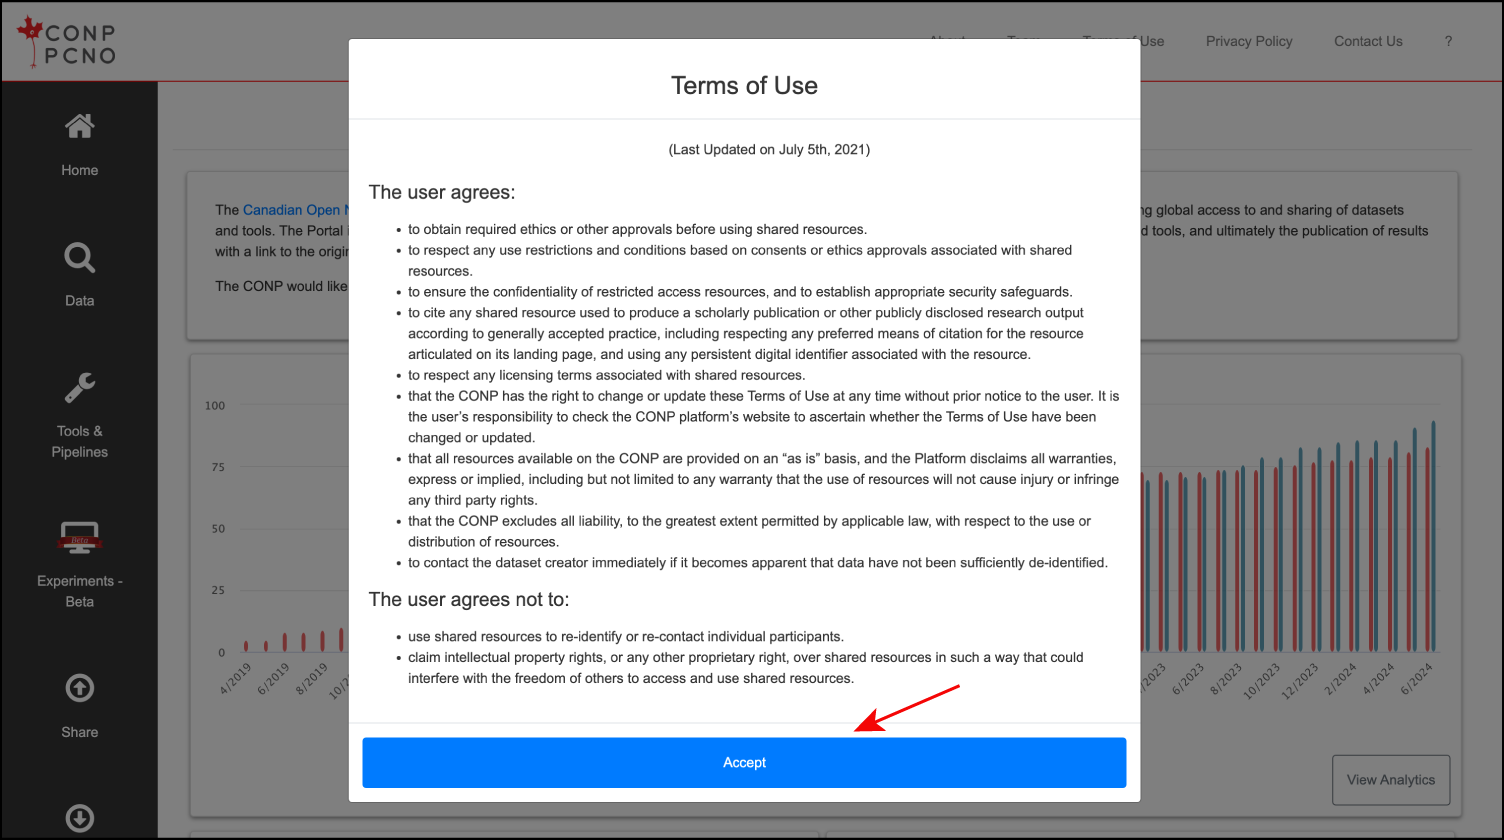 CONP
PCNO
Terms of Use
Privacy Policy
Contact Us
?
Home
Data
Tools &
Pipelines
Beta
Experiments -
Beta
Share
The Canadian Open
and tools. The Portal
with a link to the
The CONP would like
global access to and sharing of datasets
tools, and ultimately the publication of results
100
75
50
25
0
4/2019
6/2019
8/2019
6/2023
8/2023
10/2023
12/2023
2/2024
4/2024
6/2024
View Analytics
Terms of Use
(Last Updated on July 5th, 2021)
The user agrees:
• to obtain required ethics or other approvals before using shared resources.
• to respect any use restrictions and conditions based on consents or ethics approvals associated with shared
resources.
• to ensure the confidentiality of restricted access resources, and to establish appropriate security safeguards.
• to cite any shared resource used to produce a scholarly publication or other publicly disclosed research output
according to generally accepted practice, including respecting any preferred means of citation for the resource
articulated on its landing page, and using any persistent digital identifier associated with the resource.
• to respect any licensing terms associated with shared resources.
• that the CONP has the right to change or update these Terms of Use at any time without prior notice to the user. It is
the user’s responsibility to check the CONP platform’s website to ascertain whether the Terms of Use have been
changed or updated.
• that all resources available on the CONP are provided on an “as is” basis, and the Platform disclaims all warranties,
express or implied, including but not limited to any warranty that the use of resources will not cause injury or infringe
any third party rights.
• that the CONP excludes all liability, to the greatest extent permitted by applicable law, with respect to the use or
distribution of resources.
• to contact the dataset creator immediately if it becomes apparent that data have not been sufficiently de-identified.
The user agrees not to:
• use shared resources to re-identify or re-contact individual participants.
• claim intellectual property rights, or any other proprietary right, over shared resources in such a way that could
interfere with the freedom of others to access and use shared resources.
Accept